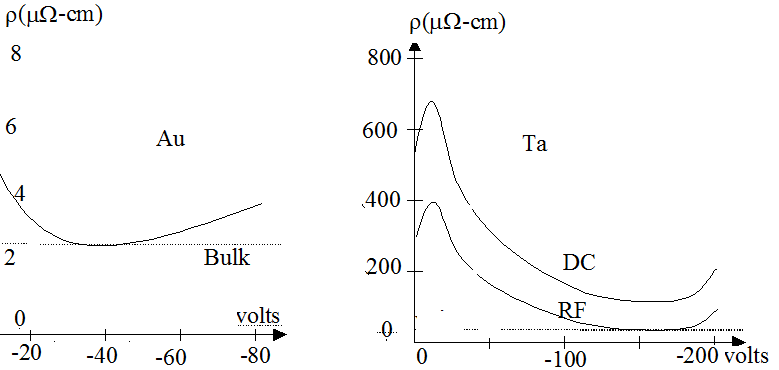 ρ(μΩ-cm)
8
6
Au
4
2
Bulk
0
volts
-20
-40
-60
-80
ρ(μΩ-cm)
800
600
Ta
400
200
DC
RF
0
0
-100
-200 volts